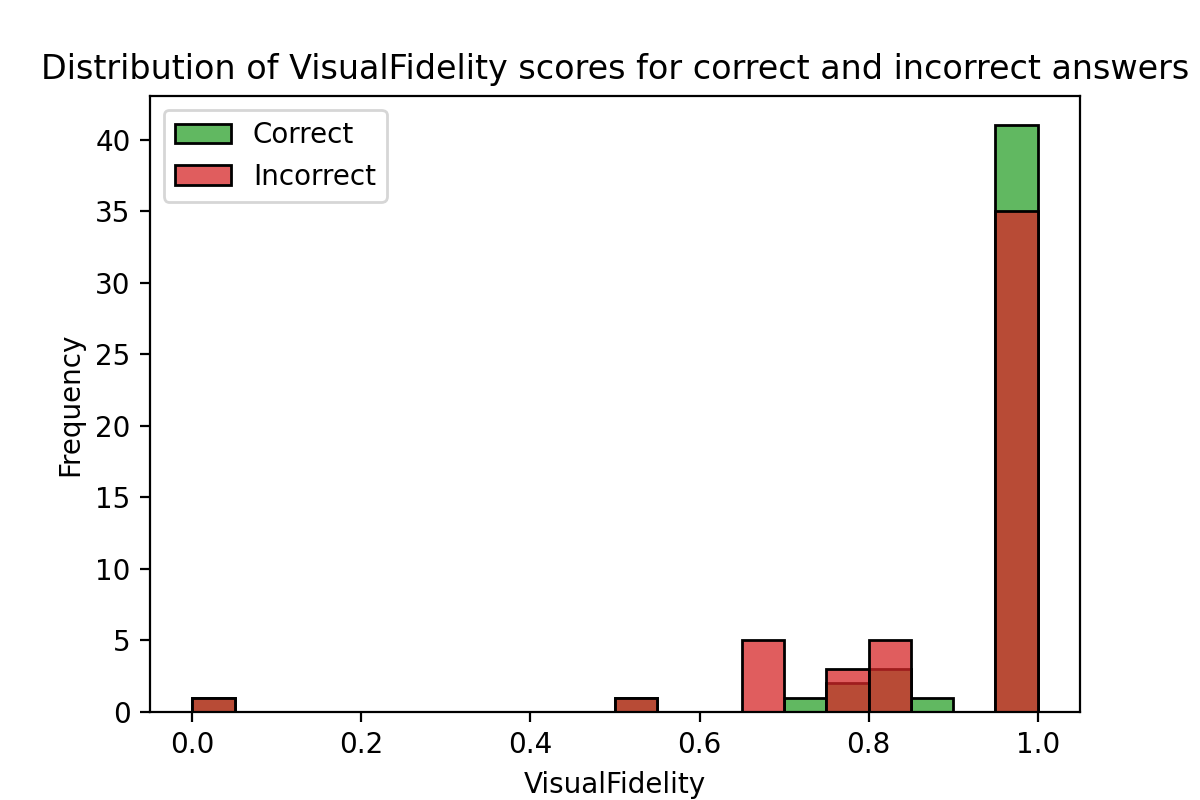 Distribution of VisualFidelity scores for correct and incorrect answers
Correct
Incorrect
Frequency
40
35
30
25
20
15
10
5
0
0.0 0.2 0.4 0.6 0.8 1.0
VisualFidelity